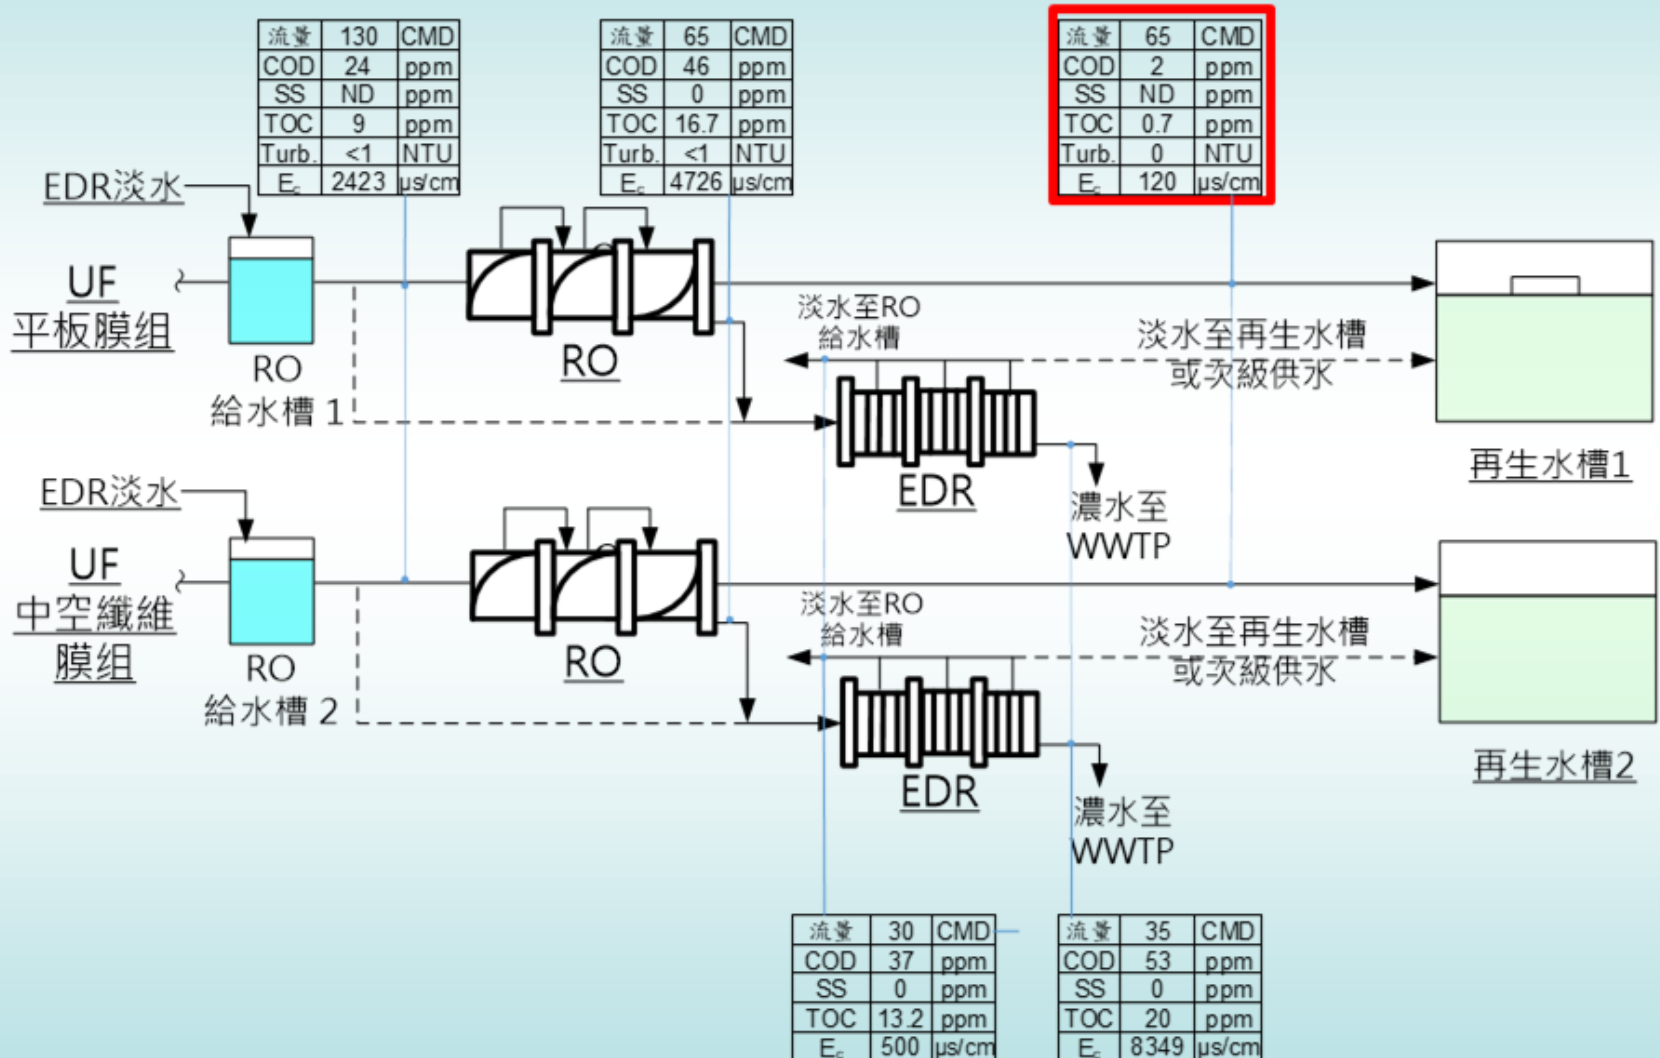 流量 130 CMD
COD 24 ppm
SS ND ppm
TOC 9 ppm
Turb. <1 NTU
Ec 2423 µs/cm
流量 65 CMD
COD 46 ppm
SS 0 ppm
TOC 16.7 ppm
Turb. <1 NTU
Ec 4726 µs/cm
流量 65 CMD
COD 2 ppm
SS ND ppm
TOC 0.7 ppm
Turb. 0 NTU
Ec 120 µs/cm
EDR淡水
UF
平板膜組
RO
給水槽 1
RO
淡水至RO
給水槽
淡水至再生水槽
或次級供水
EDR
濃水至
WWTP
再生水槽1
EDR淡水
UF
中空纖維
膜組
RO
給水槽 2
RO
淡水至RO
給水槽
淡水至再生水槽
或次級供水
EDR
濃水至
WWTP
再生水槽2
流量 30 CMD
COD 37 ppm
SS 0 ppm
TOC 13.2 ppm
Ec 500 µs/cm
流量 35 CMD
COD 53 ppm
SS 0 ppm
TOC 20 ppm
Ec 8349 µs/cm